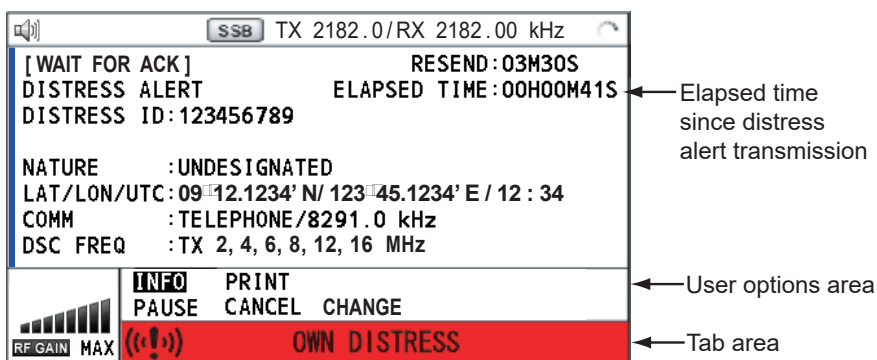 SSB TX 2182.0/RX 2182.00 kHz
[WAIT FOR ACK] RESEND:03M30S
DISTRESS ALERT ELAPSED TIME:00H00M41S
DISTRESS ID:123456789
NATURE :UNDESIGNATED
LAT/LON/UTC:09□12.1234' N/ 123□45.1234' E / 12 : 34
COMM :TELEPHONE/8291.0 kHz
DSC FREQ :TX 2, 4, 6, 8, 12, 16 MHz
INFO PRINT
PAUSE CANCEL CHANGE
RF GAIN MAX
OWN DISTRESS
Elapsed time
since distress
alert transmission
User options area
Tab area